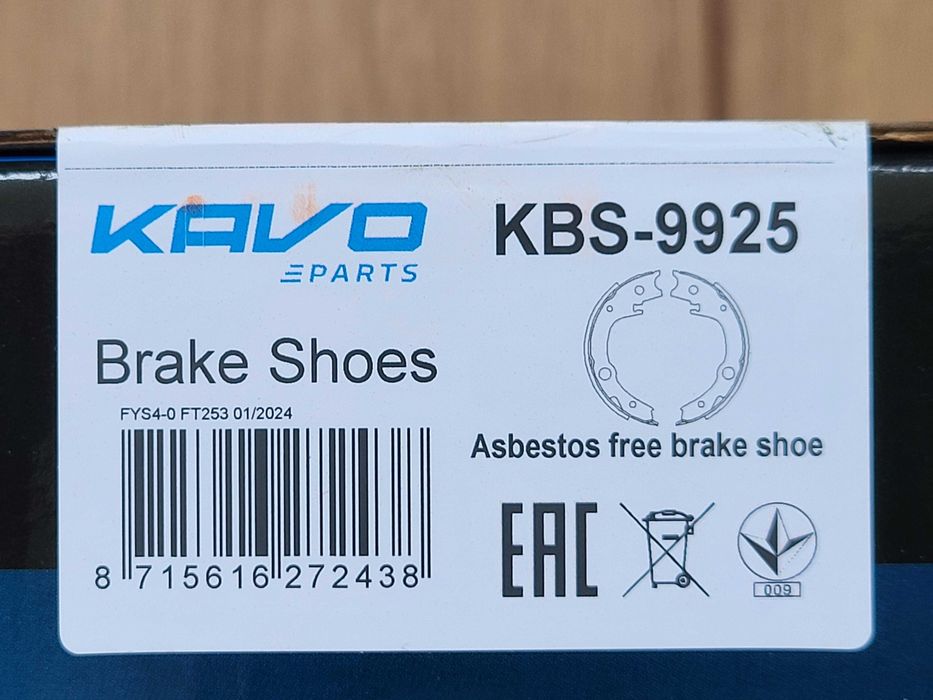 KAVO
PARTS
KBS-9925
Brake Shoes
FYS4-0 FT253 01/2024
8 715616 272438
Asbestos free brake shoe
EAC
009